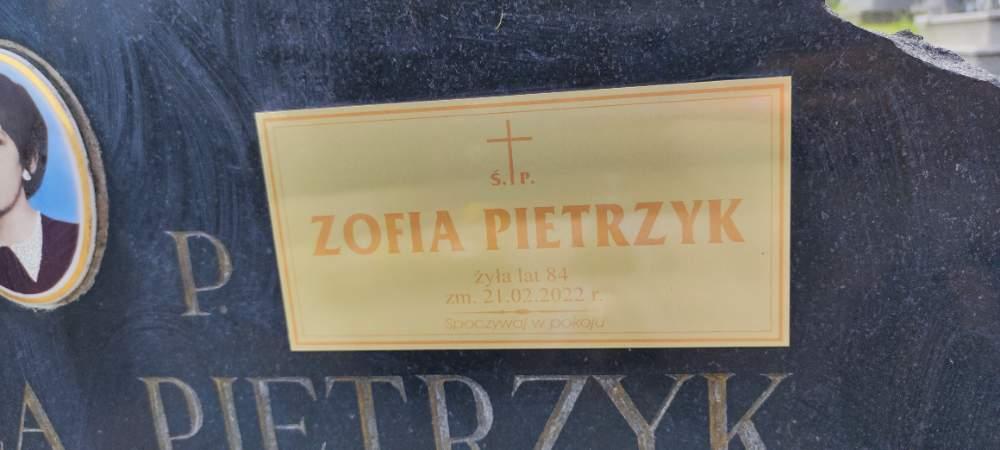 Ś. P.
ZOFIA PIETRZYK
żyła lat 84
zm. 21.02.2022 r.
Spoczywaj w pokoju
P.
PIETRZYK